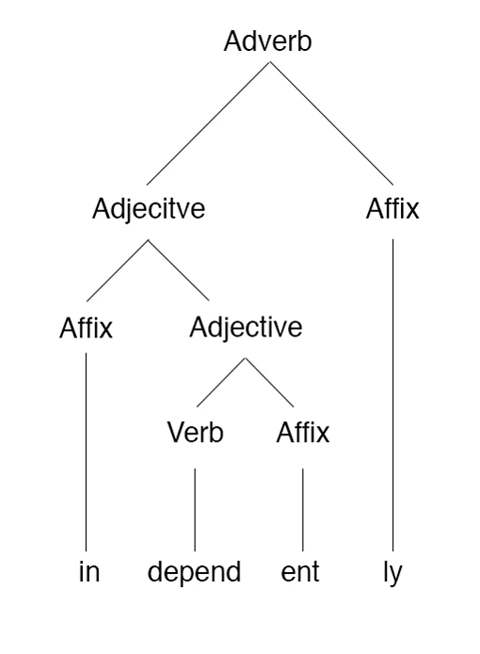 Adverb
Adjecitve Affix
Affix Adjective
Verb Affix
in depend ent ly